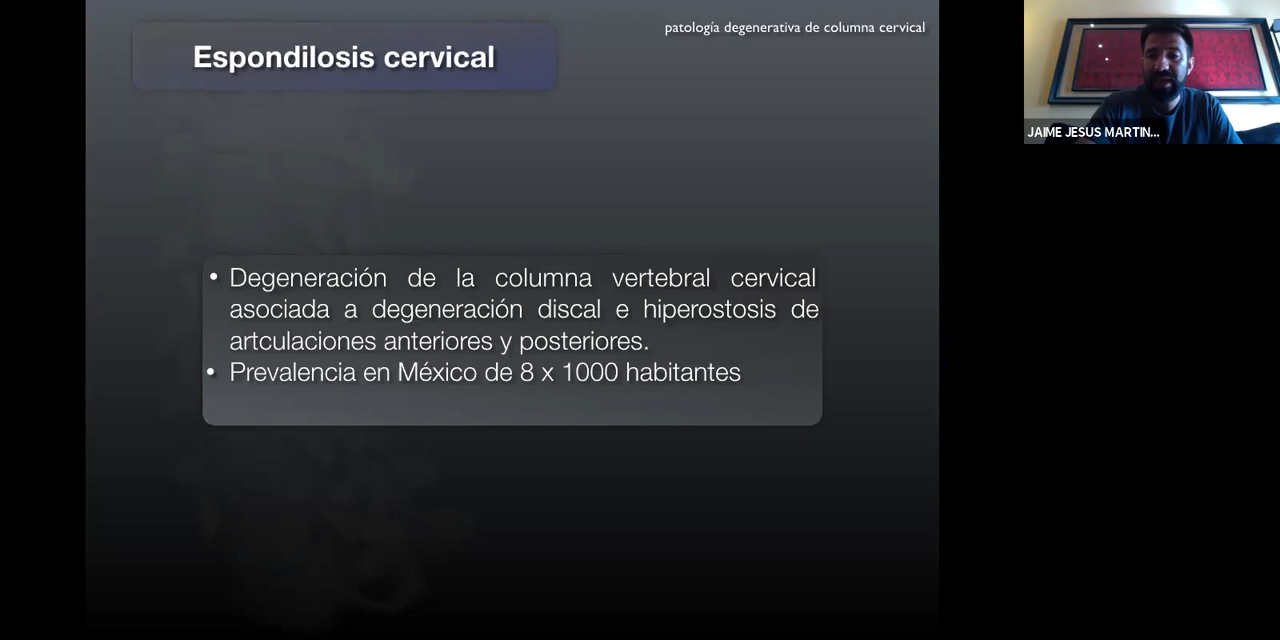 patología degenerativa de columna cervical
Espondilosis cervical
• Degeneración de la columna vertebral cervical
asociada a degeneración discal e hiperostosis de
artculaciones anteriores y posteriores.
• Prevalencia en México de 8 x 1000 habitantes
JAIME JESUS MARTIN...